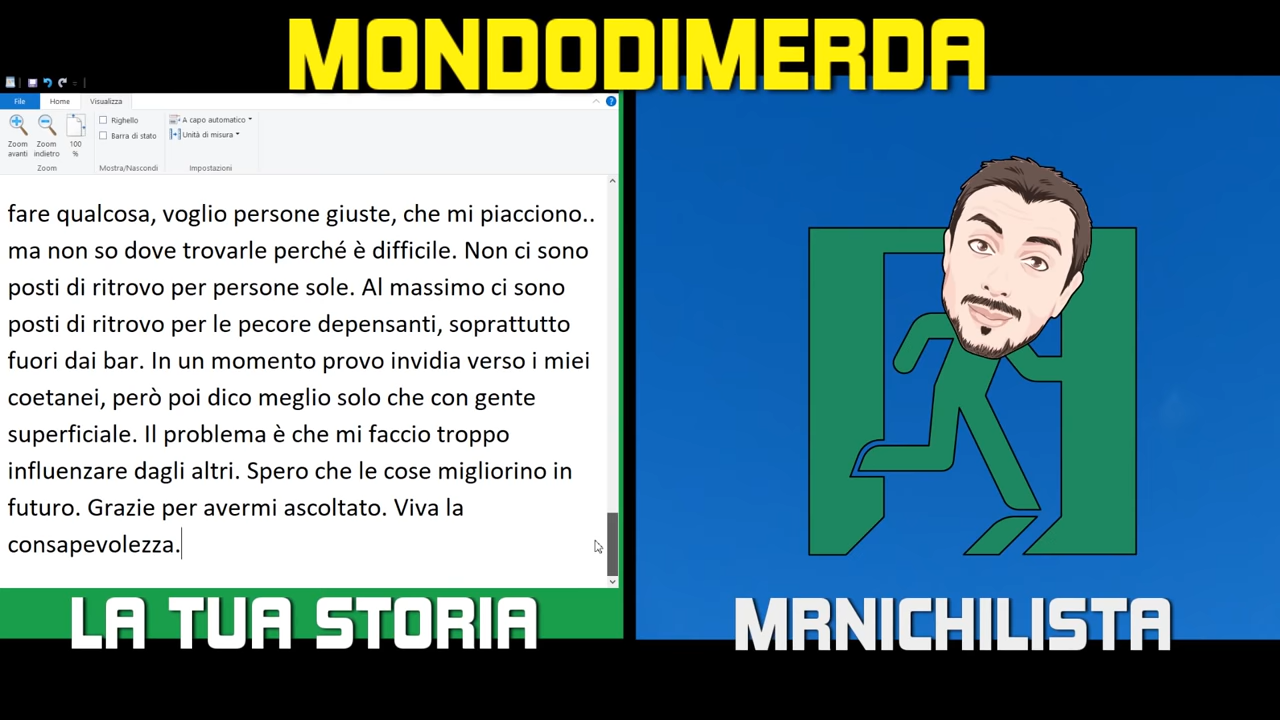 MONDODIMERDA
File Home Visualizza
Zoom avanti
Zoom indietro
100 %
Righello
Barra di stato
A capo automatico
Unità di misura
Zoom Mostra/Nascondi Impostazioni
fare qualcosa, voglio persone giuste, che mi piacciono..
ma non so dove trovarle perché è difficile. Non ci sono
posti di ritrovo per persone sole. Al massimo ci sono
posti di ritrovo per le pecore depensanti, soprattutto
fuori dai bar. In un momento provo invidia verso i miei
coetanei, però poi dico meglio solo che con gente
superficiale. Il problema è che mi faccio troppo
influenzare dagli altri. Spero che le cose migliorino in
futuro. Grazie per avermi ascoltato. Viva la
consapevolezza.
LA TUA STORIA
MRNICHILISTA